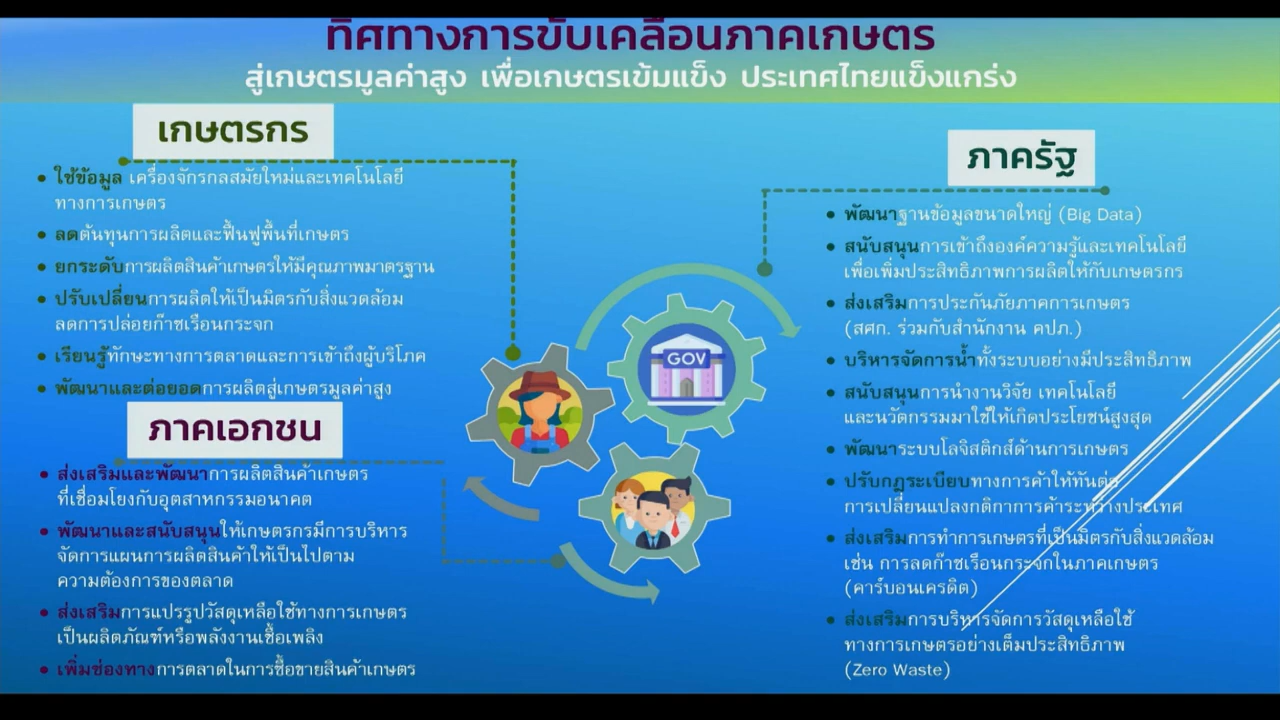 ทิศทางการขับเคลื่อนภาคเกษตร
สู่เกษตรมูลค่าสูง เพื่อเกษตรเข้มแข็ง ประเทศไทยแข็งแกร่ง
เกษตรกร
• ใช้ข้อมูล เครื่องจักรกลสมัยใหม่และเทคโนโลยี
ทางการเกษตร
• ลดต้นทุนการผลิตและฟื้นฟูพื้นที่เกษตร
• ยกระดับการผลิตสินค้าเกษตรให้มีคุณภาพมาตรฐาน
• ปรับเปลี่ยนการผลิตให้เป็นมิตรกับสิ่งแวดล้อม
ลดการปล่อยก๊าซเรือนกระจก
• เรียนรู้ทักษะทางการตลาดและการเข้าถึงผู้บริโภค
• พัฒนาและต่อยอดการผลิตสู่เกษตรมูลค่าสูง
ภาคเอกชน
• ส่งเสริมและพัฒนาการผลิตสินค้าเกษตร
ที่เชื่อมโยงกับอุตสาหกรรมอนาคต
• พัฒนาและสนับสนุนให้เกษตรกรมีการบริหาร
จัดการแผนการผลิตสินค้าให้เป็นไปตาม
ความต้องการของตลาด
• ส่งเสริมการแปรรูปวัสดุเหลือใช้ทางการเกษตร
เป็นผลิตภัณฑ์หรือพลังงานเชื้อเพลิง
• เพิ่มช่องทางการตลาดในการซื้อขายสินค้าเกษตร
GOV
ภาครัฐ
• พัฒนาฐานข้อมูลขนาดใหญ่ (Big Data)
• สนับสนุนการเข้าถึงองค์ความรู้และเทคโนโลยี
เพื่อเพิ่มประสิทธิภาพการผลิตให้กับเกษตรกร
• ส่งเสริมการประกันภัยภาคการเกษตร
(สศก. ร่วมกับสำนักงาน คปภ.)
• บริหารจัดการน้ำทั้งระบบอย่างมีประสิทธิภาพ
• สนับสนุนการนำงานวิจัย เทคโนโลยี
และนวัตกรรมมาใช้ให้เกิดประโยชน์สูงสุด
• พัฒนาระบบโลจิสติกส์ด้านการเกษตร
• ปรับกฎระเบียบทางการค้าให้ทันต่อ
การเปลี่ยนแปลงกติกาการค้าระหว่างประเทศ
• ส่งเสริมการทำการเกษตรที่เป็นมิตรกับสิ่งแวดล้อม
เช่น การลดก๊าซเรือนกระจกในภาคเกษตร
(คาร์บอนเครดิต)
• ส่งเสริมการบริหารจัดการวัสดุเหลือใช้
ทางการเกษตรอย่างเต็มประสิทธิภาพ
(Zero Waste)